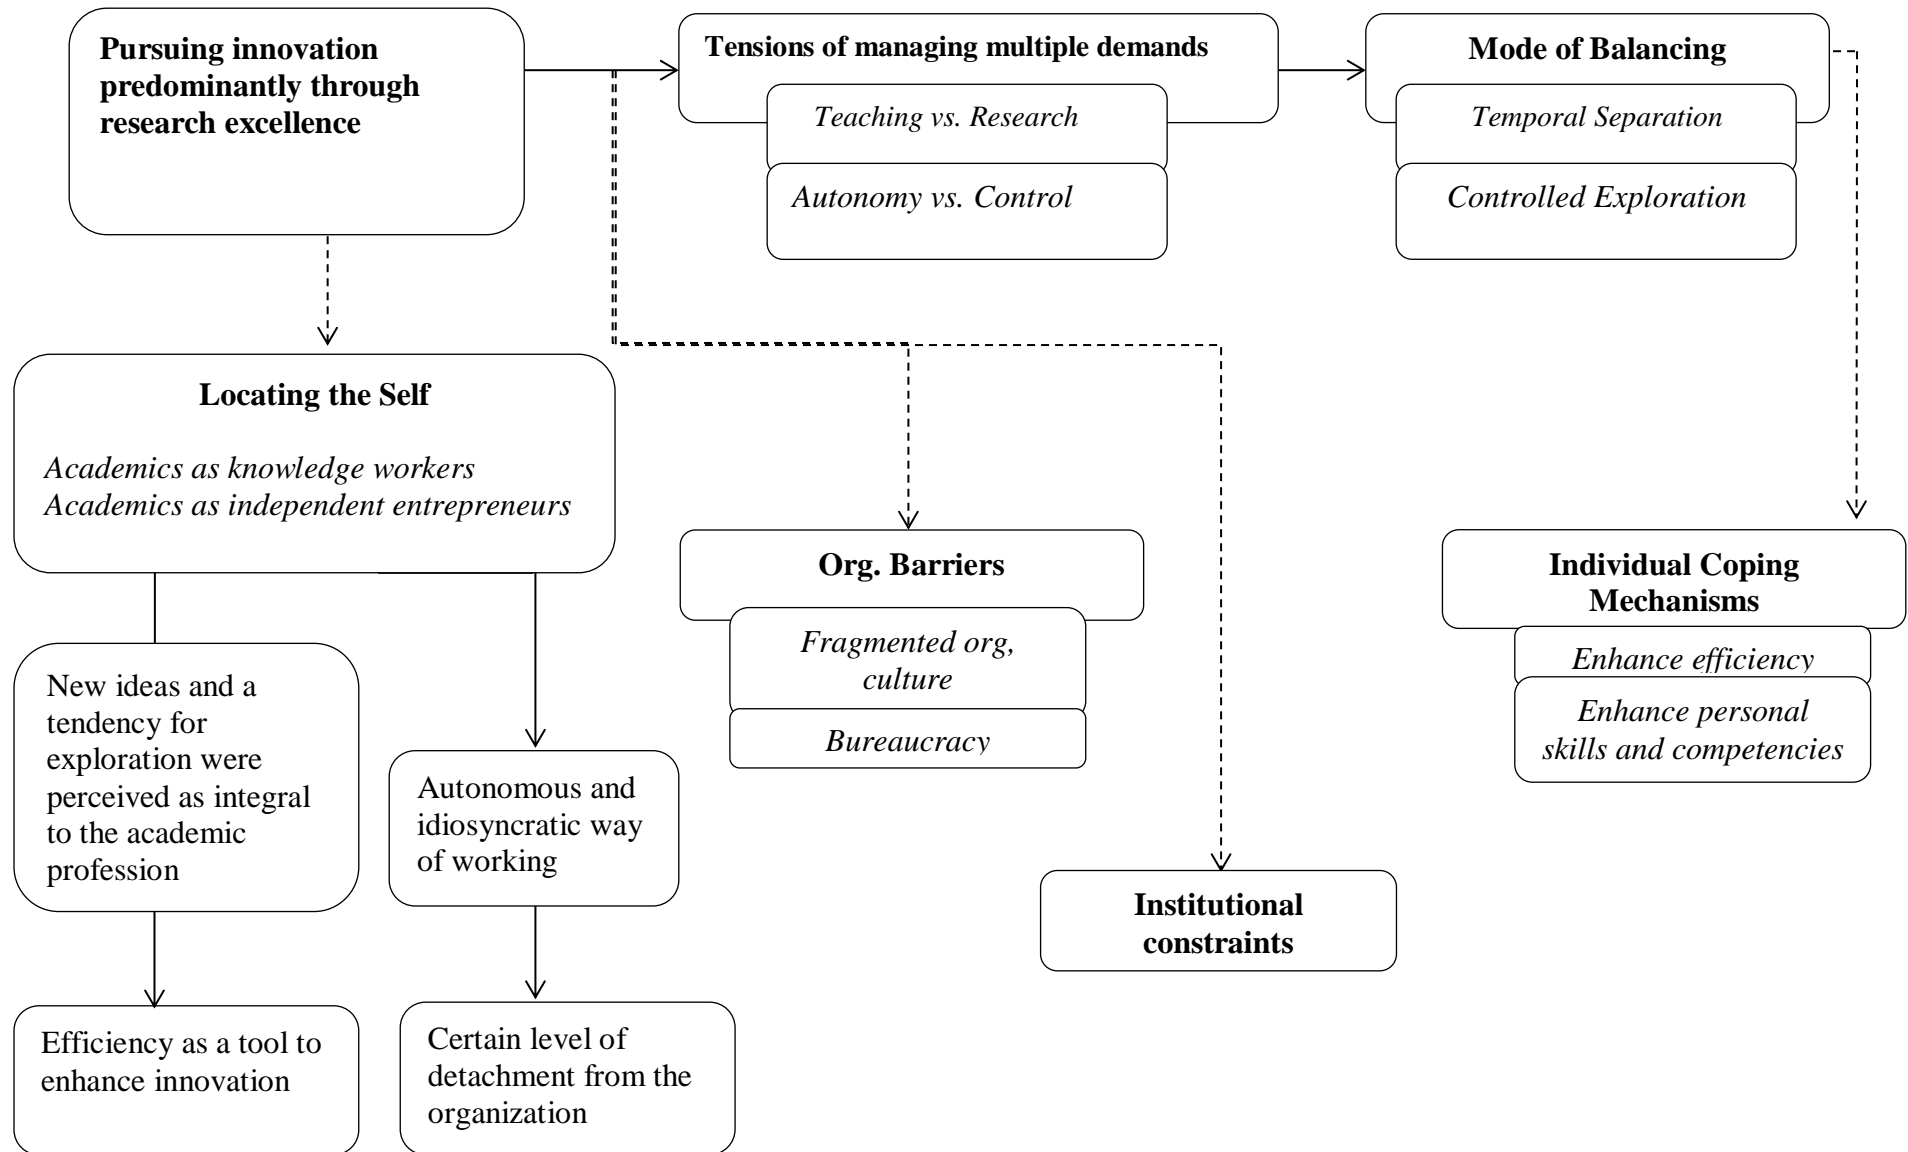 Pursuing innovation
predominantly through
research excellence
Tensions of managing multiple demands
Teaching vs. Research
Autonomy vs. Control
Mode of Balancing
Temporal Separation
Controlled Exploration
Locating the Self
Academics as knowledge workers
Academics as independent entrepreneurs
Org. Barriers
Fragmented org,
culture
Bureaucracy
Individual Coping
Mechanisms
Enhance efficiency
Enhance personal
skills and competencies
New ideas and a
tendency for
exploration were
perceived as integral
to the academic
profession
Autonomous and
idiosyncratic way
of working
Institutional
constraints
Efficiency as a tool to
enhance innovation
Certain level of
detachment from the
organization